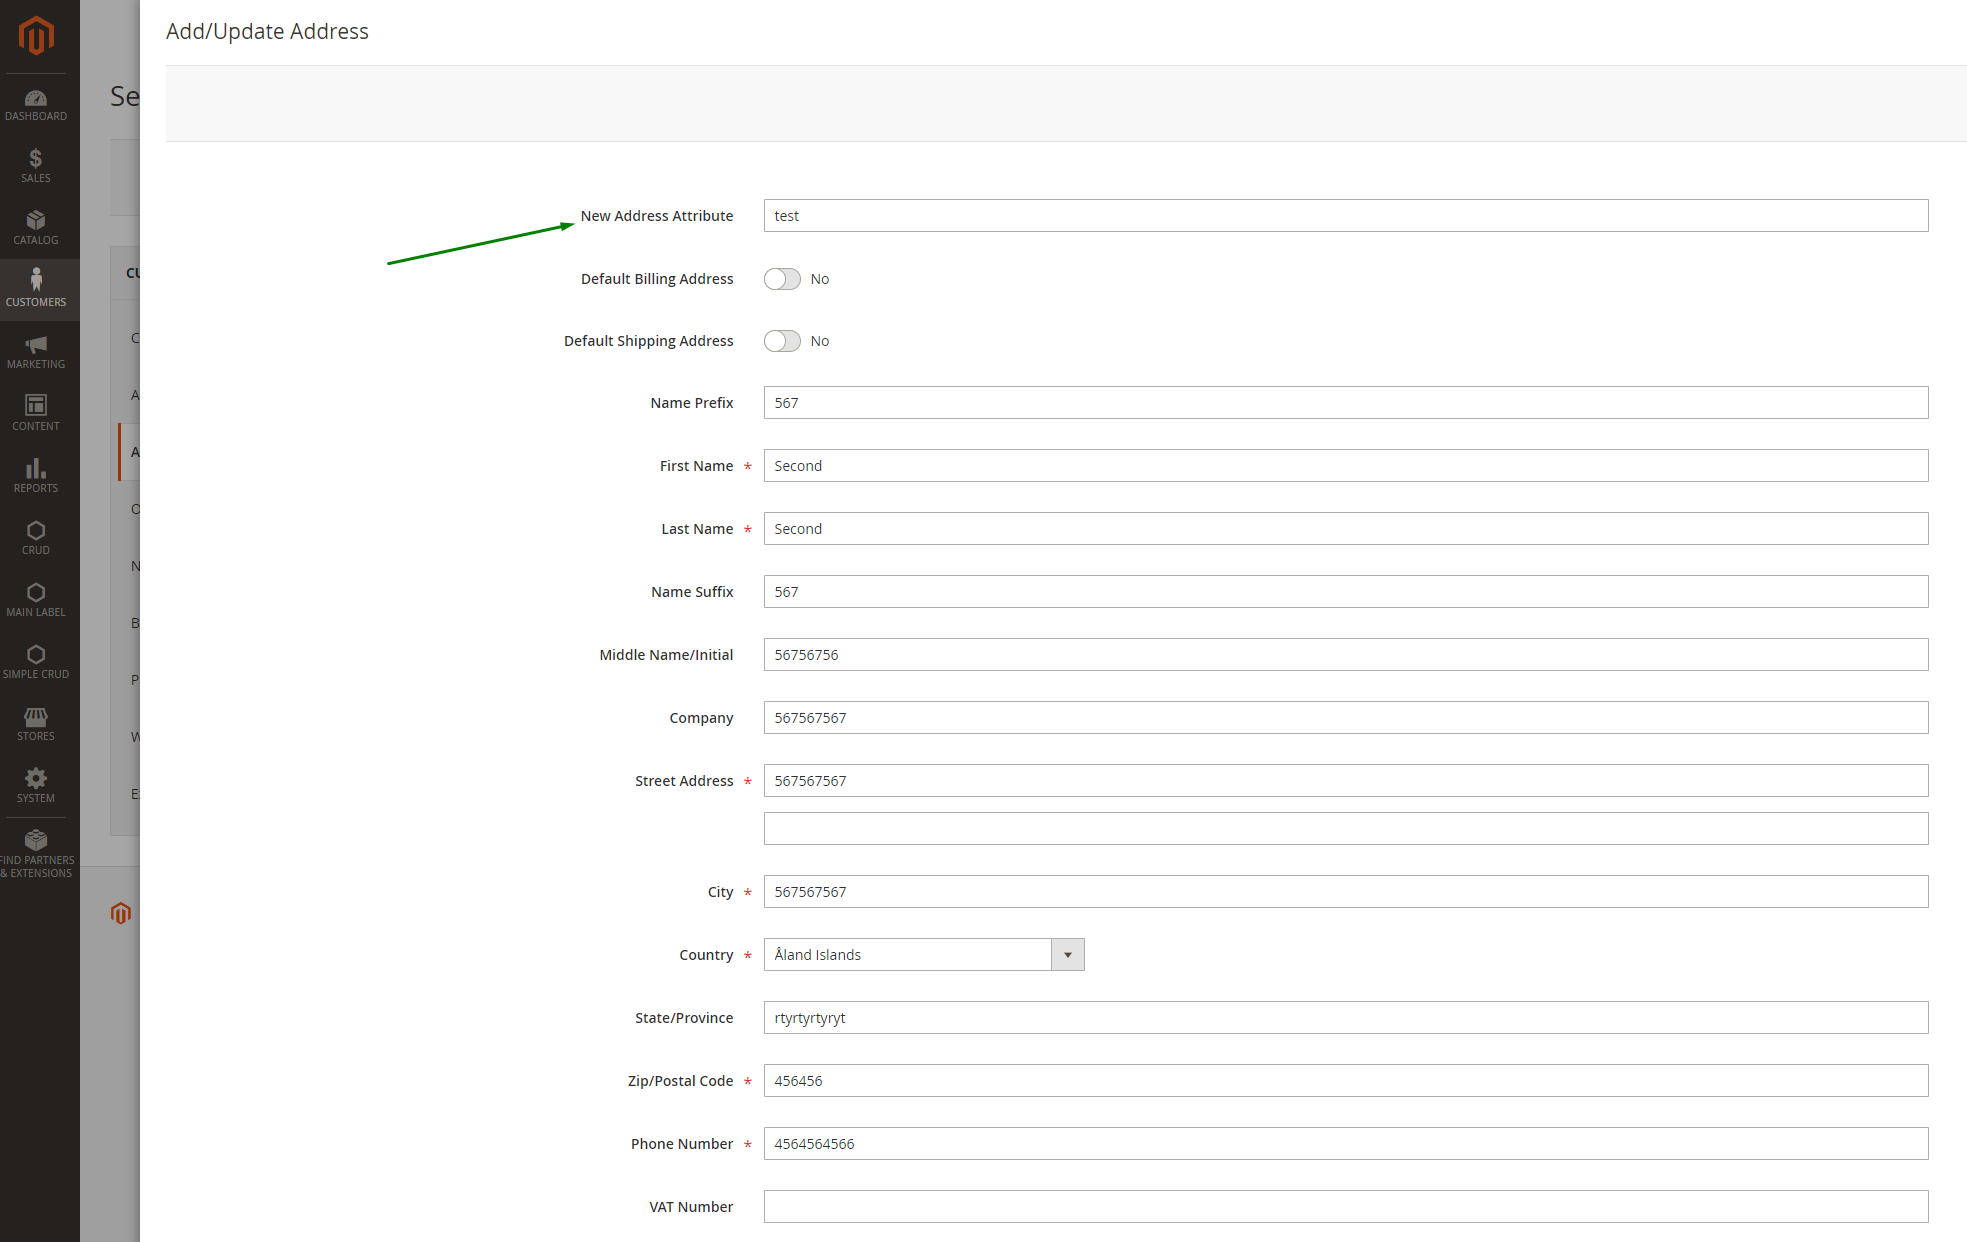 Add/Update Address
DASHBOARD
SALES
CATALOG
CUSTOMERS
MARKETING
CONTENT
REPORTS
CRUD
MAIN LABEL
SIMPLE CRUD
STORES
SYSTEM
FIND PARTNERS
& EXTENSIONS
Se
CU
C
A
A
O
N
B
P
W
E
New Address Attribute test
Default Billing Address No
Default Shipping Address No
Name Prefix 567
First Name * Second
Last Name * Second
Name Suffix 567
Middle Name/Initial 56756756
Company 567567567
Street Address * 567567567
City * 567567567
Country * Åland Islands
State/Province rtyrtyrtyryt
Zip/Postal Code * 456456
Phone Number * 4564564566
VAT Number